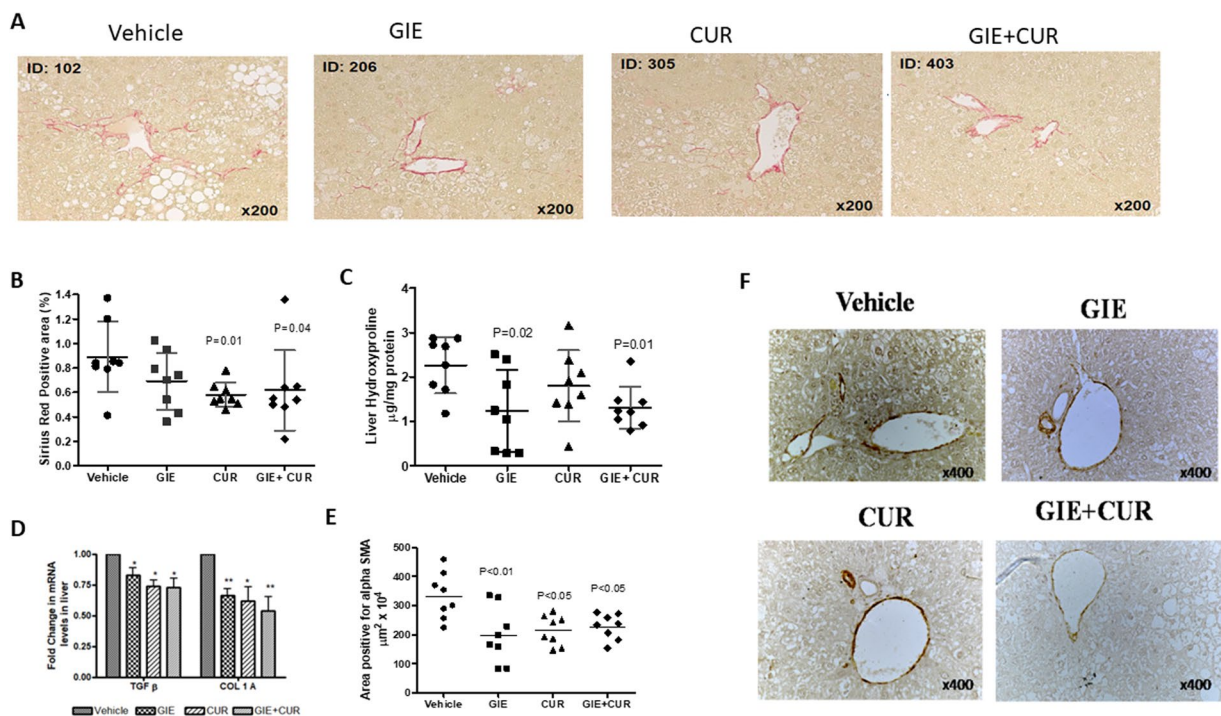 A
Vehicle
GIE
CUR
GIE+CUR
ID: 102
ID: 206
ID: 305
ID: 403
x200
x200
x200
x200
B
Sirius Red Positive area (%)
1.4
1.2
1.0
0.8
0.6
0.4
0.2
0.0
P=0.01
P=0.04
Vehicle
GIE
CUR
GIE+ CUR
C
Liver Hydroxyproline
μg/mg protein
4
3
2
1
0
P=0.02
P=0.01
Vehicle
GIE
CUR
GIE+ CUR
D
Fold Change in mRNA
levels in liver
1.00
0.75
0.50
0.25
0.00
*
*
*
**
*
**
TGF β
COL 1 A
Vehicle
GIE
CUR
GIE+CUR
E
Area positive for alpha SMA
μm² x 10⁴
500
400
300
200
100
0
P<0.01
P<0.05
P<0.05
Vehicle
GIE
CUR
GIE+CUR
F
Vehicle
GIE
x400
x400
CUR
GIE+CUR
x400
x400